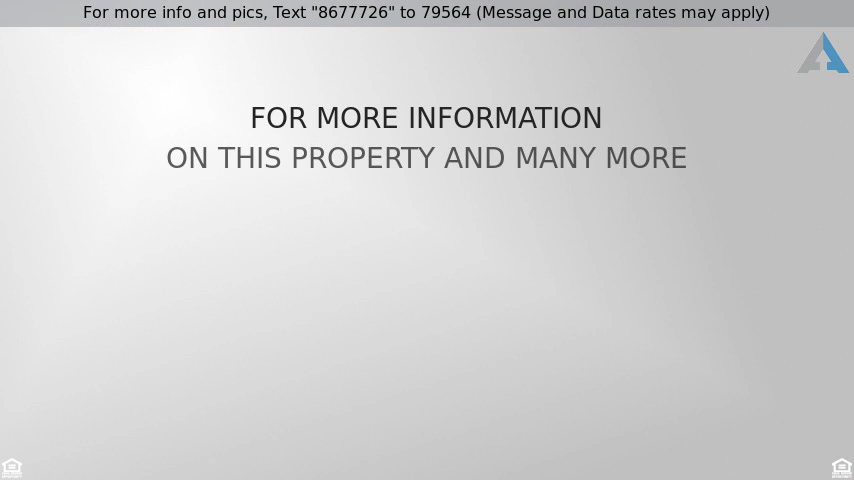 For more info and pics, Text "8677726" to 79564 (Message and Data rates may apply)
FOR MORE INFORMATION
ON THIS PROPERTY AND MANY MORE